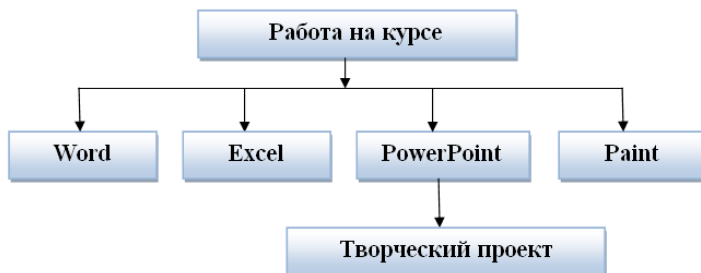 Работа на курсе
Word
Excel
PowerPoint
Paint
Творческий проект